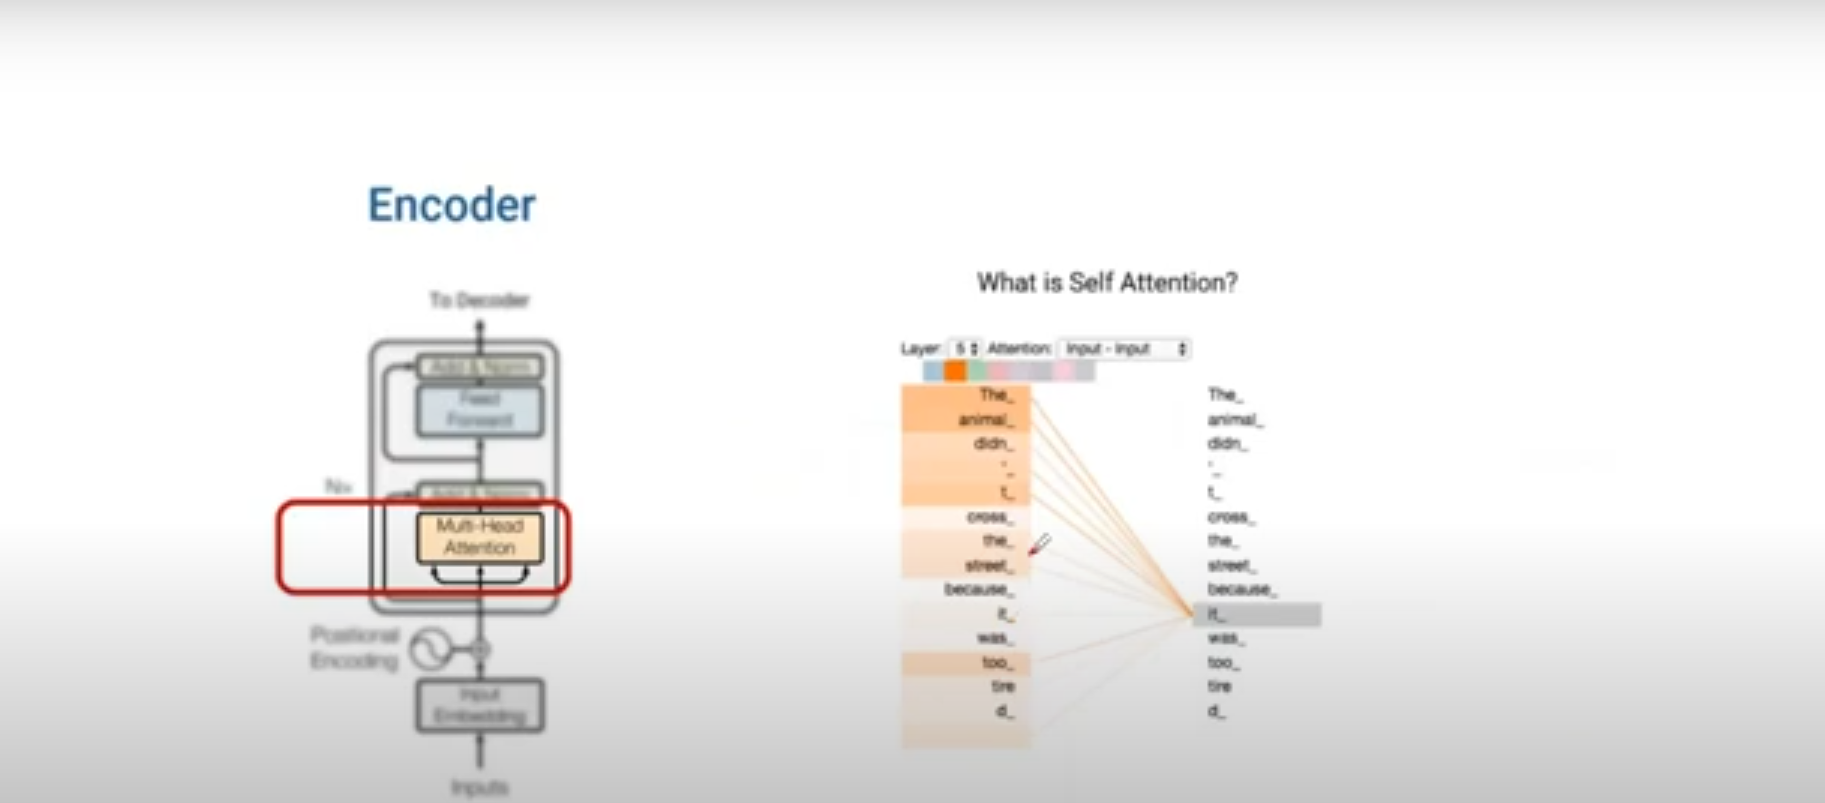 Encoder
To Decoder
Add & Norm
Feed
Forward
Nx
Add & Norm
Multi-Head
Attention
Positional
Encoding
Input
Embedding
Inputs
What is Self Attention?
Layer: 5 Attention: Input - Input
The_ The_
animal_ animal_
didn_ didn_
'_ '_
t_ t_
cross_ cross_
the_ the_
street_ street_
because_ because_
it_ it_
was_ was_
too_ too_
tire tire
d_ d_